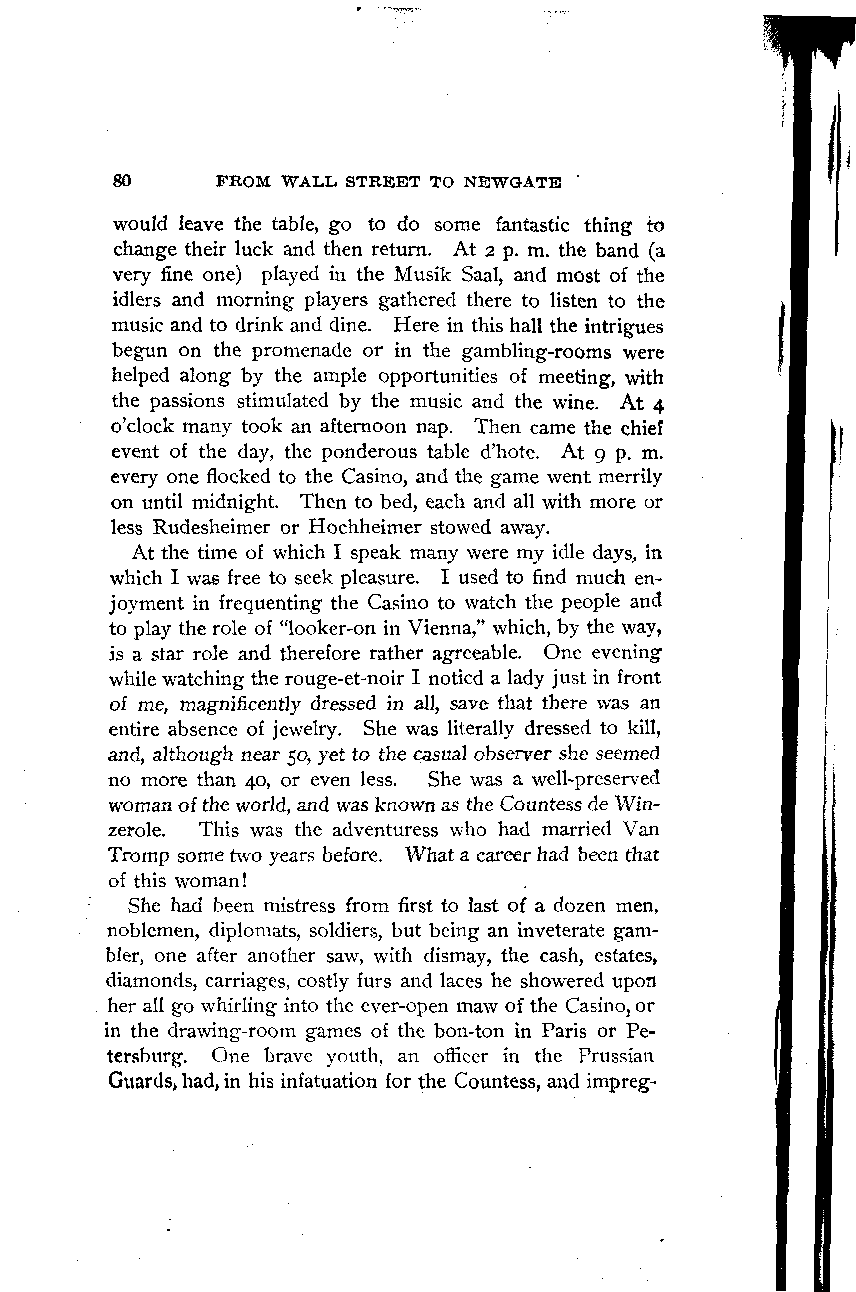 80 FROM WALL STREET TO NEWGATE
would leave the table, go to do some fantastic thing to
change their luck and then return. At 2 p. m. the band (a
very fine one) played in the Musik Saal, and most of the
idlers and morning players gathered there to listen to the
music and to drink and dine. Here in this hall the intrigues
begun on the promenade or in the gambling-rooms were
helped along by the ample opportunities of meeting, with
the passions stimulated by the music and the wine. At 4
o'clock many took an afternoon nap. Then came the chief
event of the day, the ponderous table d'hote. At 9 p. m.
every one flocked to the Casino, and the game went merrily
on until midnight. Then to bed, each and all with more or
less Rudesheimer or Hochheimer stowed away.
At the time of which I speak many were my idle days, in
which I was free to seek pleasure. I used to find much en-
joyment in frequenting the Casino to watch the people and
to play the role of "looker-on in Vienna," which, by the way,
is a star role and therefore rather agreeable. One evening
while watching the rouge-et-noir I noticd a lady just in front
of me, magnificently dressed in all, save that there was an
entire absence of jewelry. She was literally dressed to kill,
and, although near 50, yet to the casual observer she seemed
no more than 40, or even less. She was a well-preserved
woman of the world, and was known as the Countess de Win-
zerole. This was the adventuress who had married Van
Tromp some two years before. What a career had been that
of this woman!
She had been mistress from first to last of a dozen men,
noblemen, diplomats, soldiers, but being an inveterate gam-
bler, one after another saw, with dismay, the cash, estates,
diamonds, carriages, costly furs and laces he showered upon
her all go whirling into the ever-open maw of the Casino, or
in the drawing-room games of the bon-ton in Paris or Pe-
tersburg. One brave youth, an officer in the Prussian
Guards, had, in his infatuation for the Countess, and impreg-